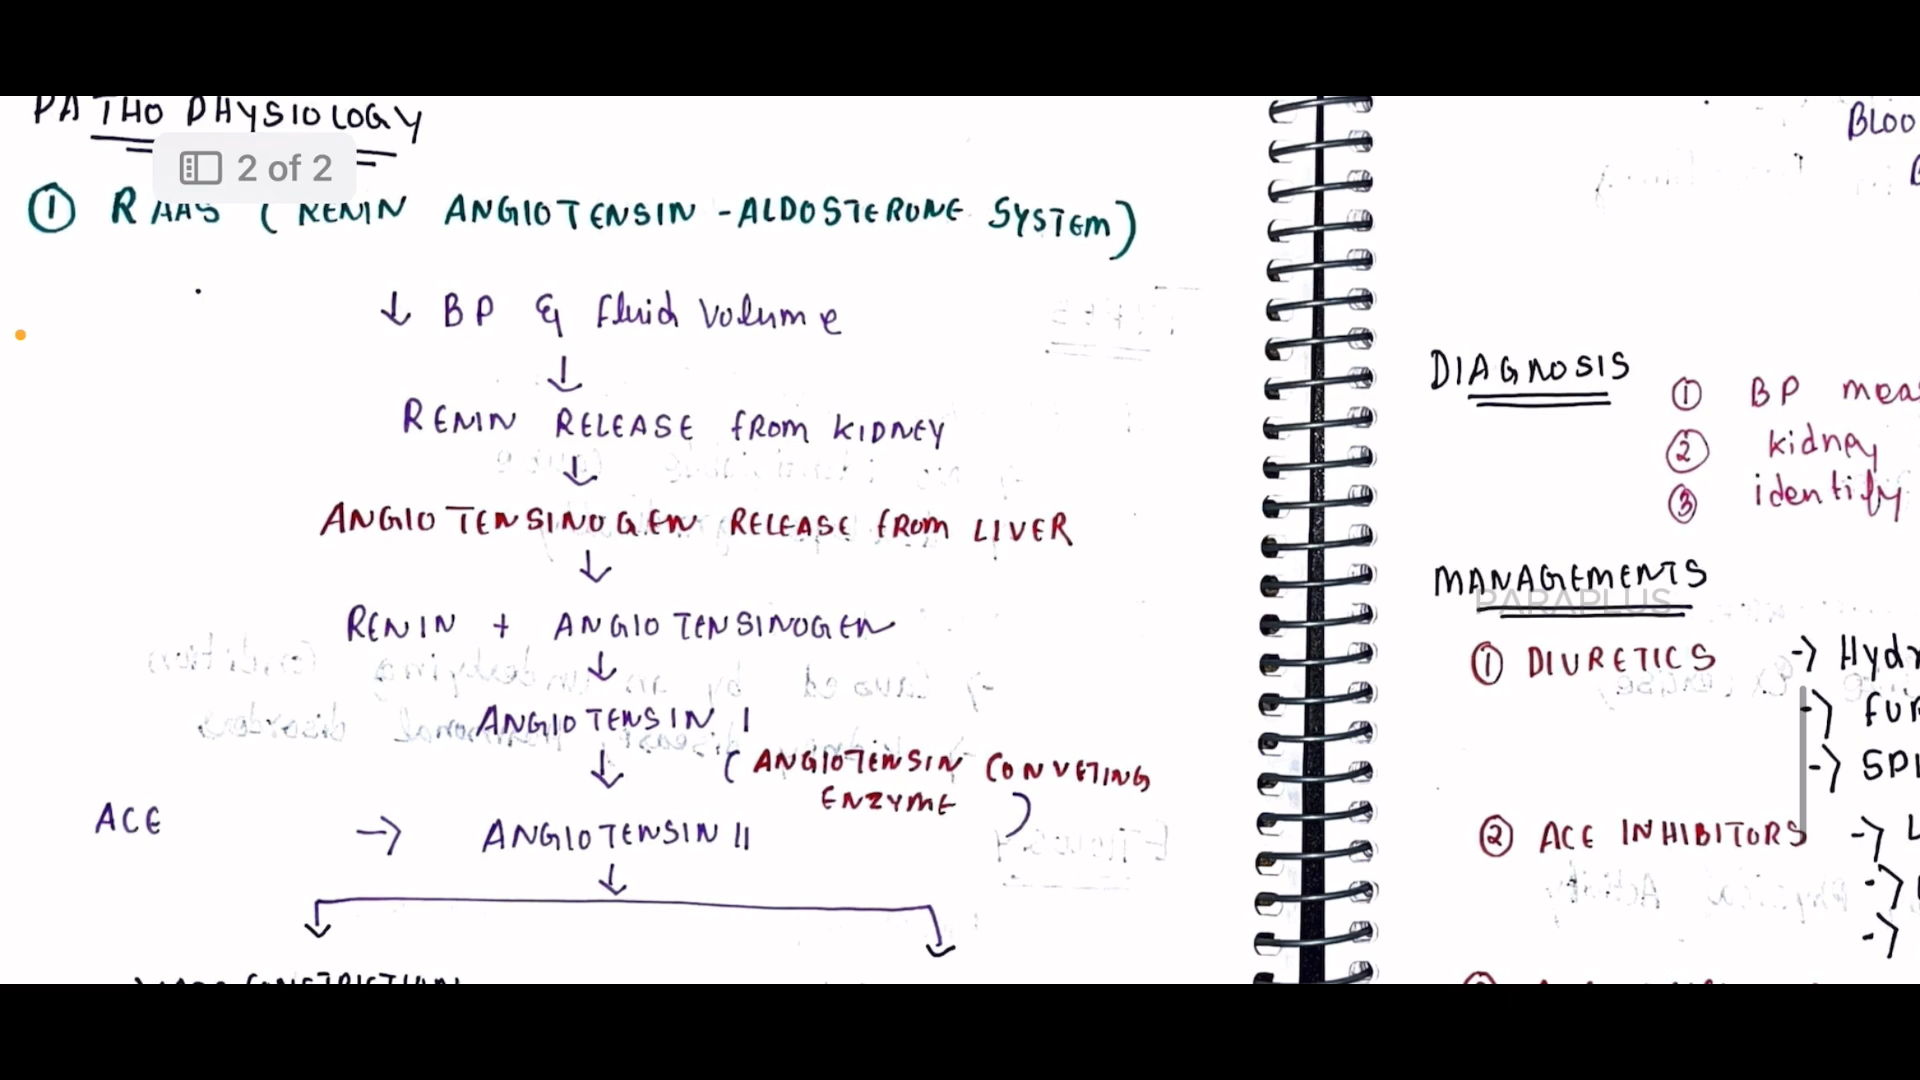 PATHO PHYSIOLOGY
2 of 2
① RAAS (RENIN ANGIOTENSIN -ALDOSTERONE SYSTEM)
↓ BP & Fluid Volume
↓
RENIN RELEASE from KIDNEY
↓
ANGIOTENSINOGEN RELEASE from LIVER
↓
RENIN + ANGIOTENSINOGEN
↓
ANGIOTENSIN I
↓ (ANGIOTENSIN CONVETING
ENZYME )
ACE → ANGIOTENSIN II
↓
BLOO
DIAGNOSIS
① BP mea
② kidney
③ identify
MANAGEMENTS
PARAPLUS
① DIURETICS -> Hydr
-> fur
-> SPI
② ACE INHIBITORS -> L
->
->